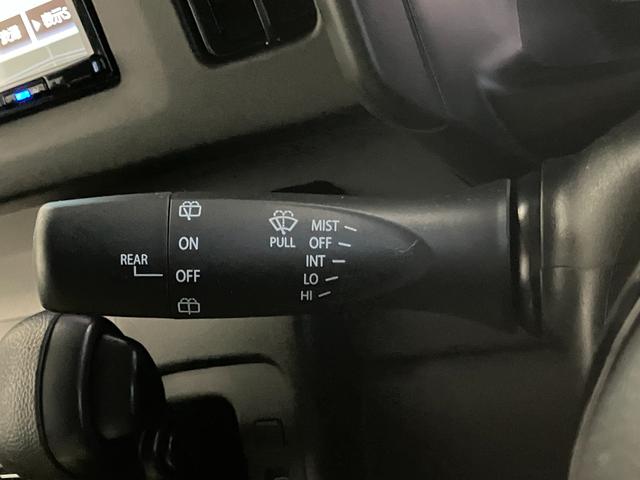 REAR
ON
OFF
PULL
MIST
OFF
INT
LO
HI